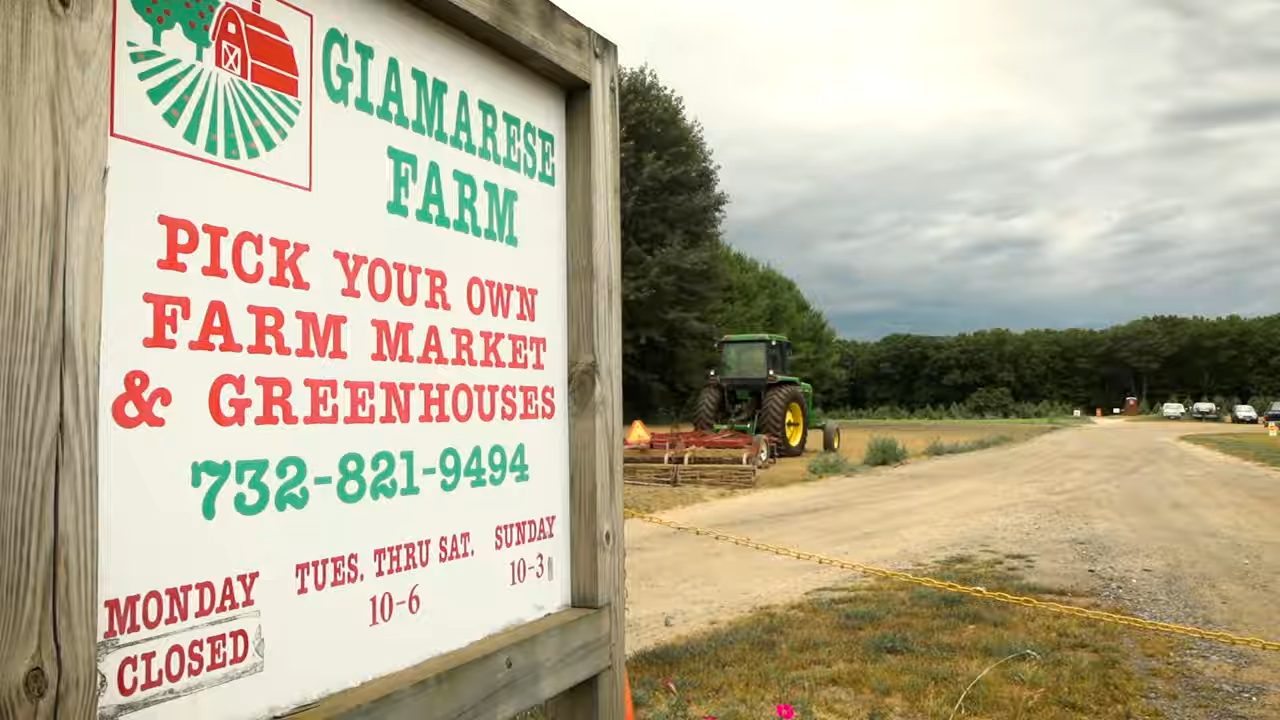 GIAMARESE
FARM
PICK YOUR OWN
FARM MARKET
& GREENHOUSES
732-821-9494
MONDAY
CLOSED
TUES. THRU SAT.
10-6
SUNDAY
10-3